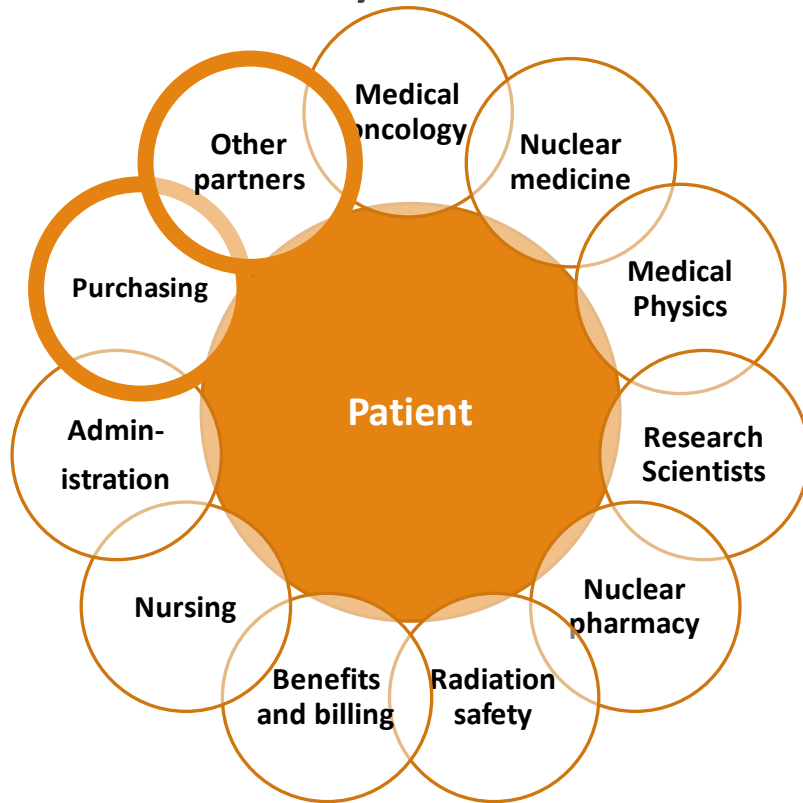 Medical
oncology
Nuclear
medicine
Medical
Physics
Research
Scientists
Nuclear
pharmacy
Radiation
safety
Benefits
and billing
Nursing
Admin-
istration
Purchasing
Other
partners
Patient